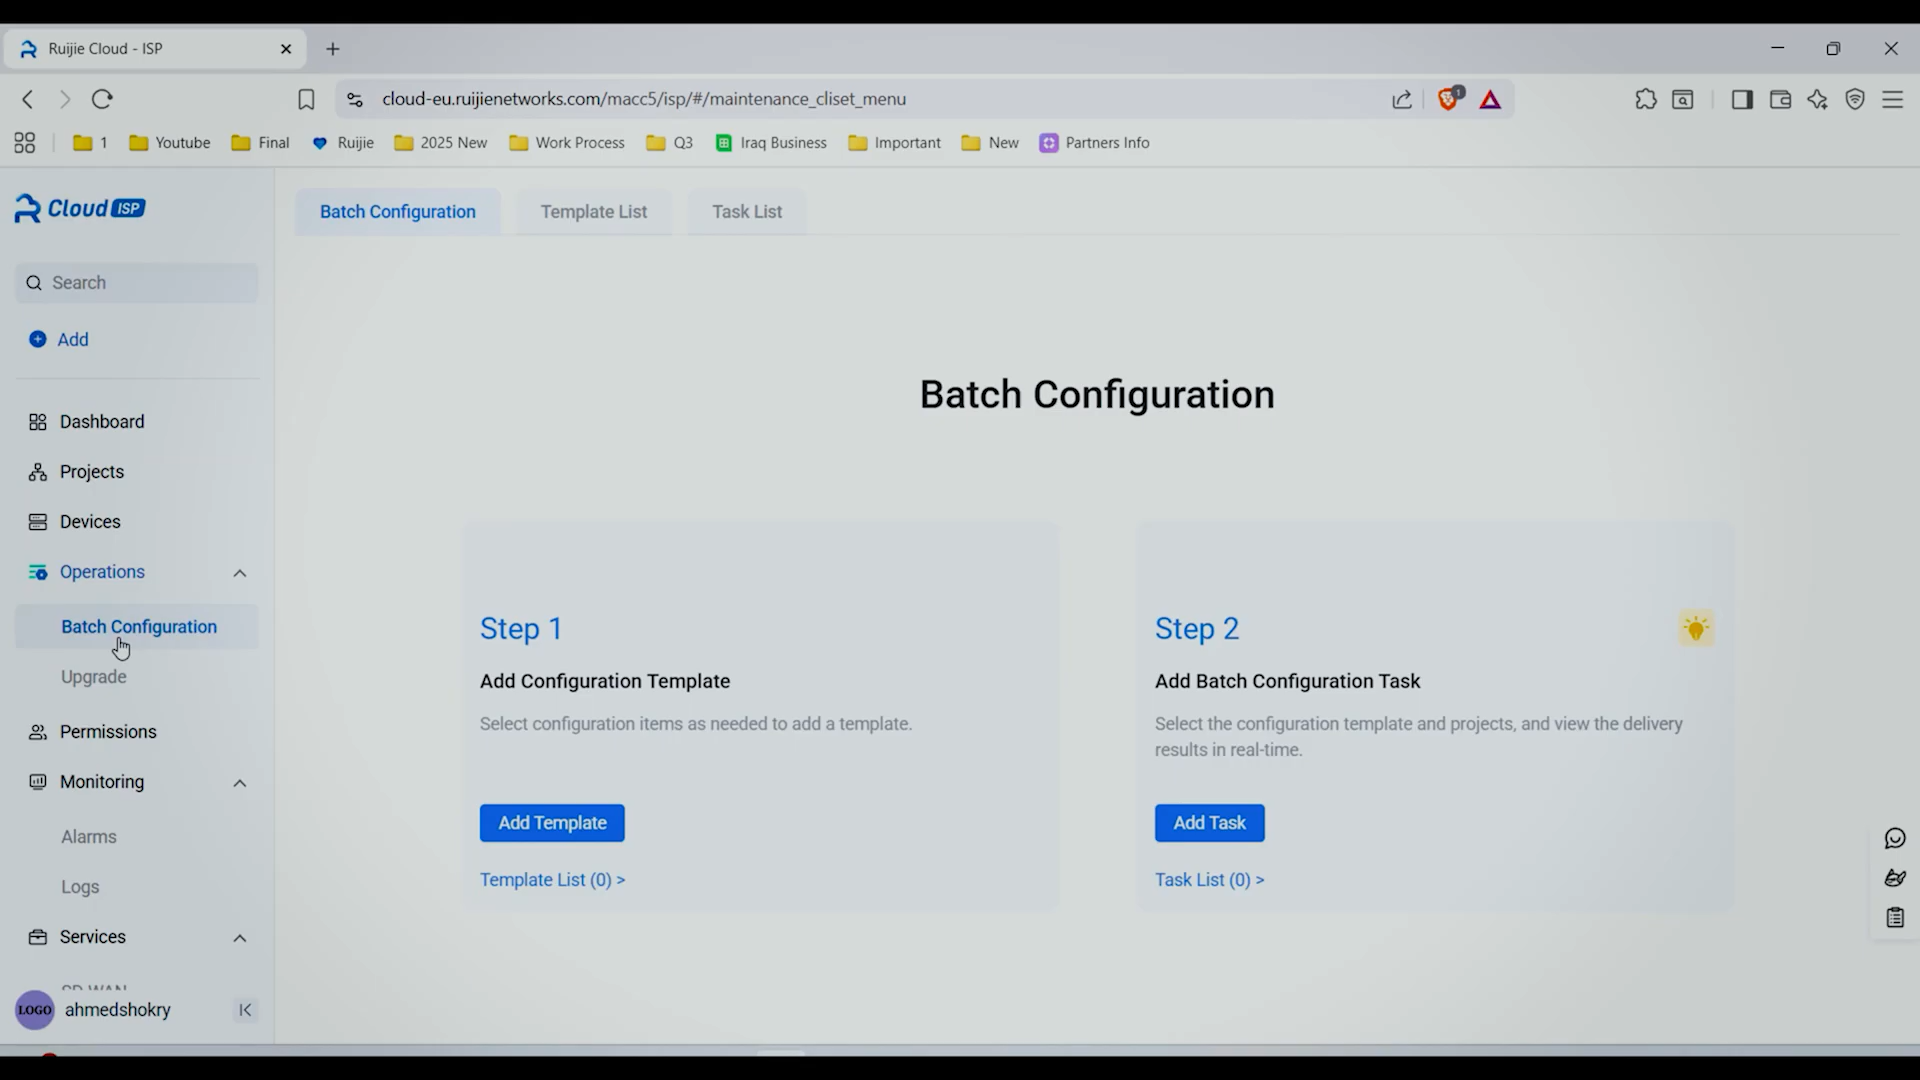 Ruijie Cloud - ISP
cloud-eu.ruijienetworks.com/macc5/isp/#/maintenance_cliset_menu
1
1
Youtube
Final
Ruijie
2025 New
Work Process
Q3
Iraq Business
Important
New
Partners Info
Cloud ISP
Batch Configuration
Template List
Task List
Search
Add
Dashboard
Projects
Devices
Operations
Batch Configuration
Upgrade
Permissions
Monitoring
Alarms
Logs
Services
SD-WAN
LOGO
ahmedshokry
Batch Configuration
Step 1
Add Configuration Template
Select configuration items as needed to add a template.
Add Template
Template List (0) >
Step 2
Add Batch Configuration Task
Select the configuration template and projects, and view the delivery
results in real-time.
Add Task
Task List (0) >